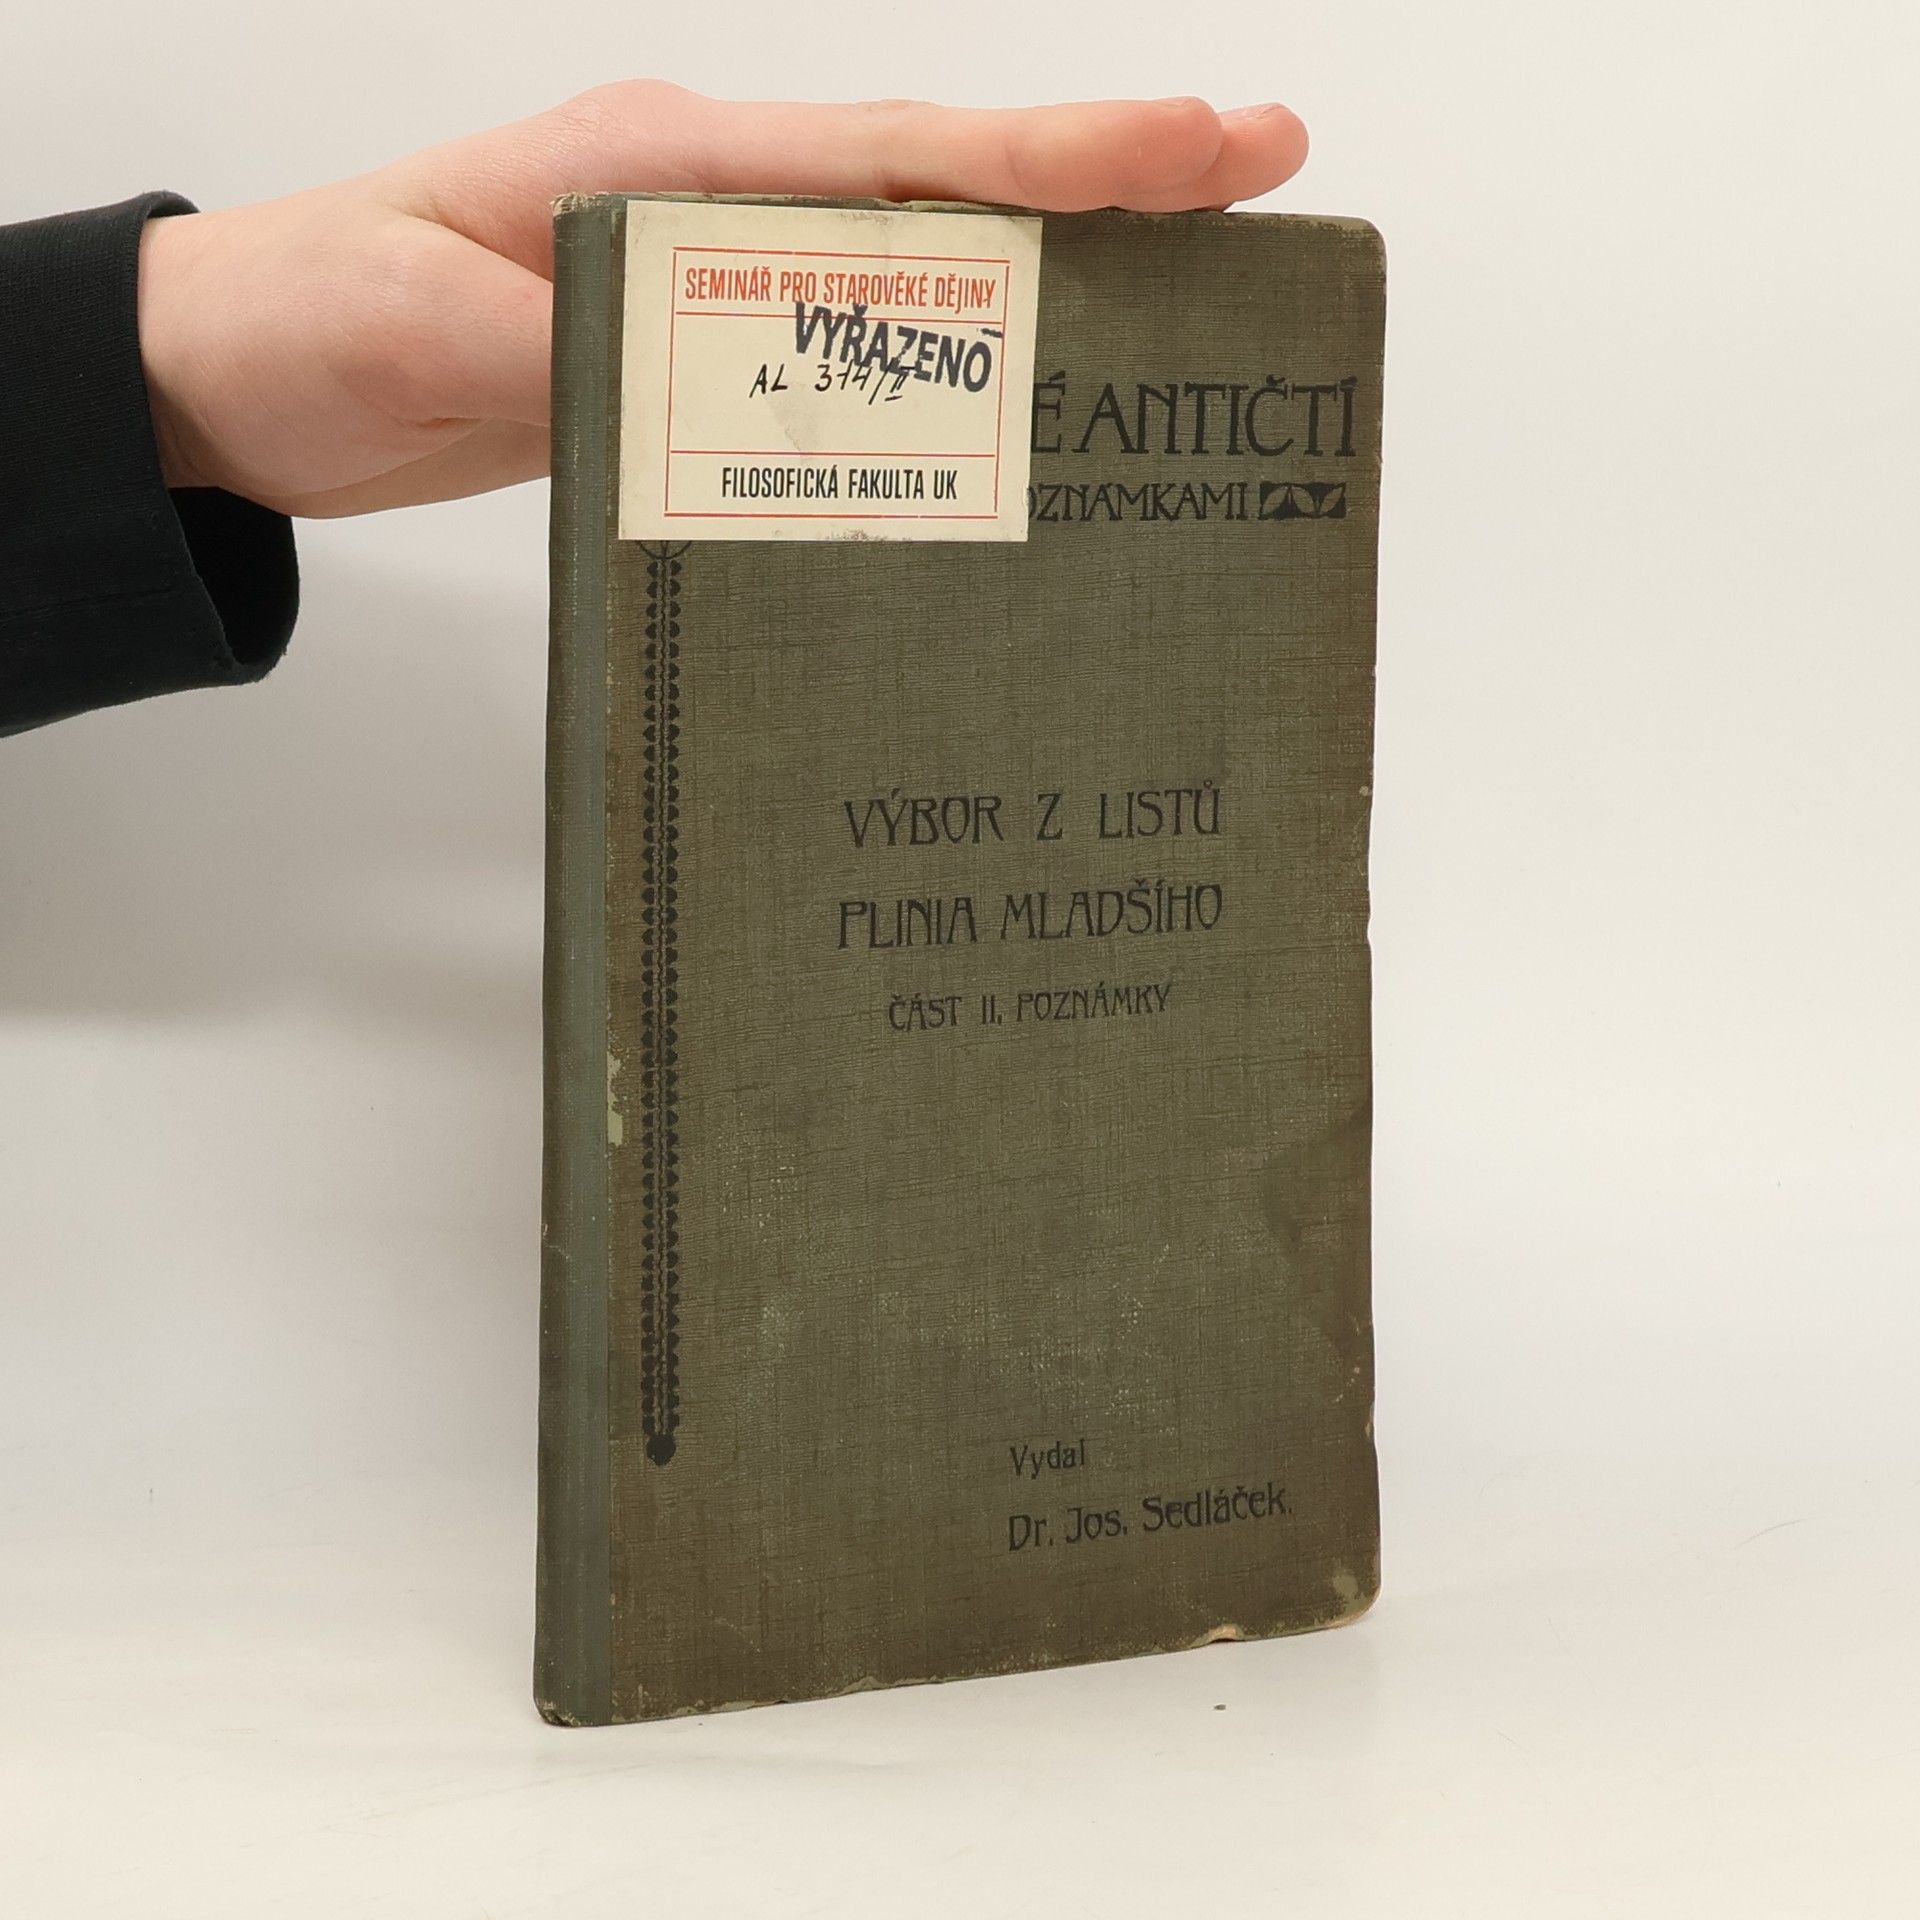 SEMINÁŘ PRO STAROVĚKÉ DĚJINY
VYŘAZENO
AL 314/II
FILOSOFICKÁ FAKULTA UK
É ANTIČTÍ
OZNÁMKAMI
VÝBOR Z LISTŮ
PLINIA MLADŠÍHO
ČÁST II. POZNÁMKY
Vydal
Dr. Jos. Sedláček.